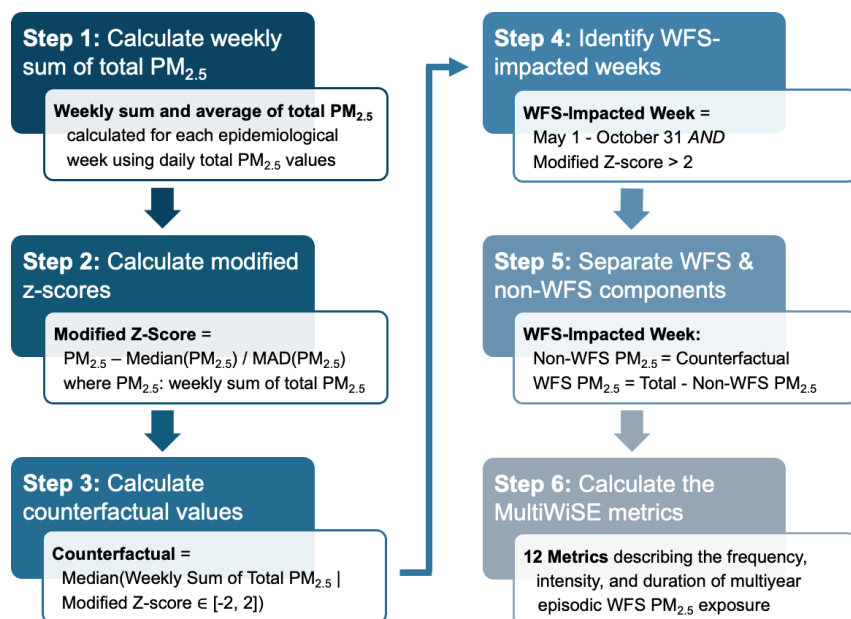 Step 1: Calculate weekly
sum of total PM₂.₅
Weekly sum and average of total PM₂.₅
calculated for each epidemiological
week using daily total PM₂.₅ values
Step 2: Calculate modified
z-scores
Modified Z-Score =
PM₂.₅ – Median(PM₂.₅) / MAD(PM₂.₅)
where PM₂.₅: weekly sum of total PM₂.₅
Step 3: Calculate
counterfactual values
Counterfactual =
Median(Weekly Sum of Total PM₂.₅ |
Modified Z-score ∈ [-2, 2])
Step 4: Identify WFS-
impacted weeks
WFS-Impacted Week =
May 1 - October 31 AND
Modified Z-score > 2
Step 5: Separate WFS &
non-WFS components
WFS-Impacted Week:
Non-WFS PM₂.₅ = Counterfactual
WFS PM₂.₅ = Total - Non-WFS PM₂.₅
Step 6: Calculate the
MultiWiSE metrics
12 Metrics describing the frequency,
intensity, and duration of multiyear
episodic WFS PM₂.₅ exposure